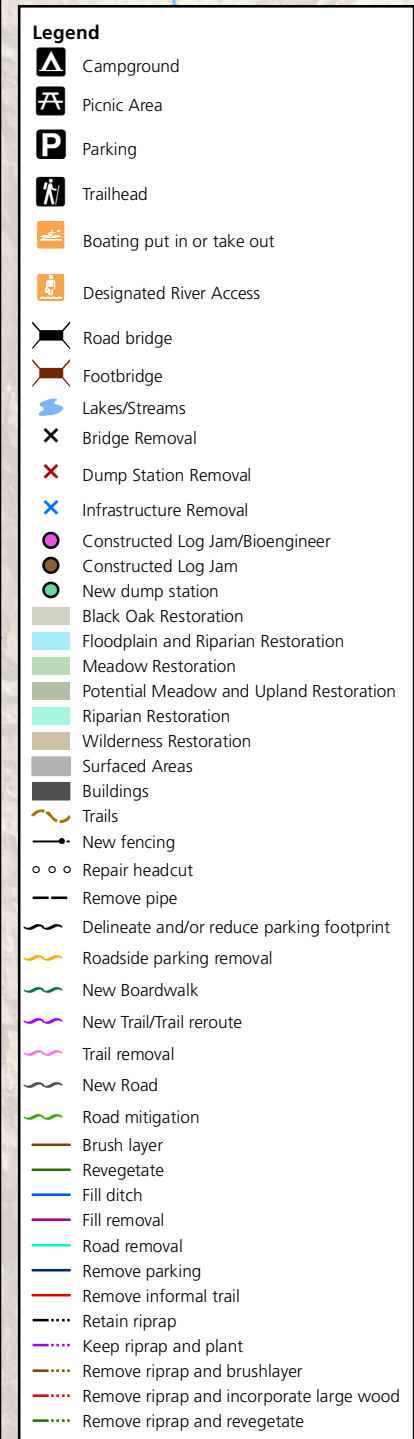 Legend
Campground
Picnic Area
P Parking
Trailhead
Boating put in or take out
Designated River Access
Road bridge
Footbridge
Lakes/Streams
Bridge Removal
Dump Station Removal
Infrastructure Removal
Constructed Log Jam/Bioengineer
Constructed Log Jam
New dump station
Black Oak Restoration
Floodplain and Riparian Restoration
Meadow Restoration
Potential Meadow and Upland Restoration
Riparian Restoration
Wilderness Restoration
Surfaced Areas
Buildings
Trails
New fencing
Repair headcut
Remove pipe
Delineate and/or reduce parking footprint
Roadside parking removal
New Boardwalk
New Trail/Trail reroute
Trail removal
New Road
Road mitigation
Brush layer
Revegetate
Fill ditch
Fill removal
Road removal
Remove parking
Remove informal trail
Retain riprap
Keep riprap and plant
Remove riprap and brushlayer
Remove riprap and incorporate large wood
Remove riprap and revegetate